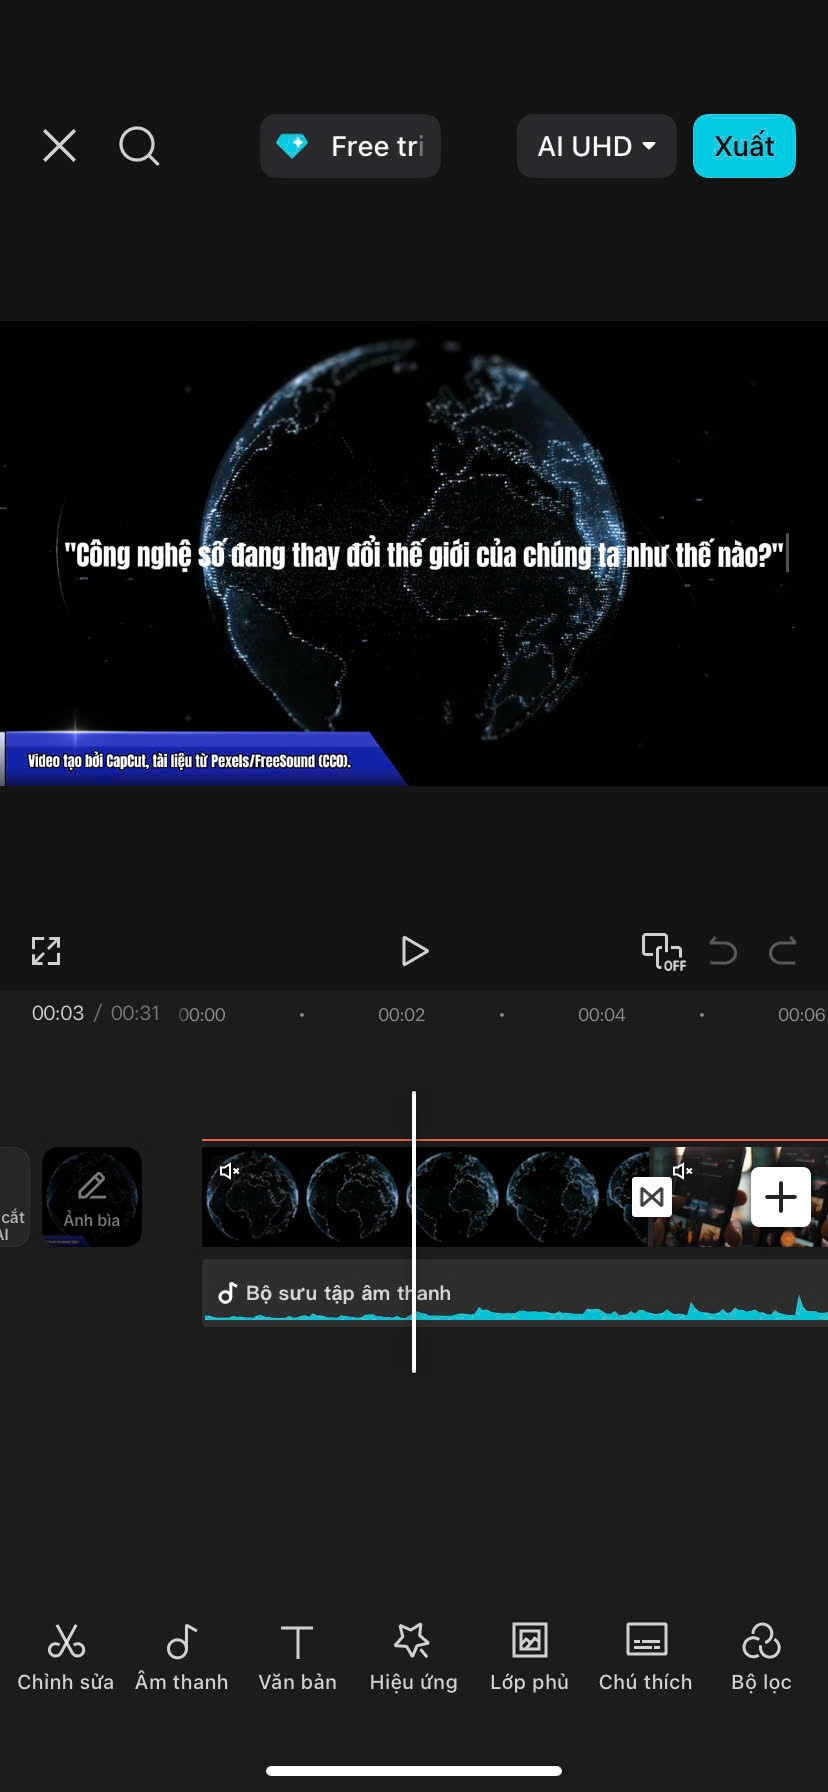 Free tri
AI UHD
Xuất
"Công nghệ số đang thay đổi thế giới của chúng ta như thế nào?"
Video tạo bởi CapCut, tài liệu từ Pexels/FreeSound (CC0).
OFF
00:03 / 00:31
00:00
00:02
00:04
00:06
cắt
AI
Ảnh bìa
Bộ sưu tập âm thanh
Chỉnh sửa
Âm thanh
Văn bản
Hiệu ứng
Lớp phủ
Chú thích
Bộ lọc